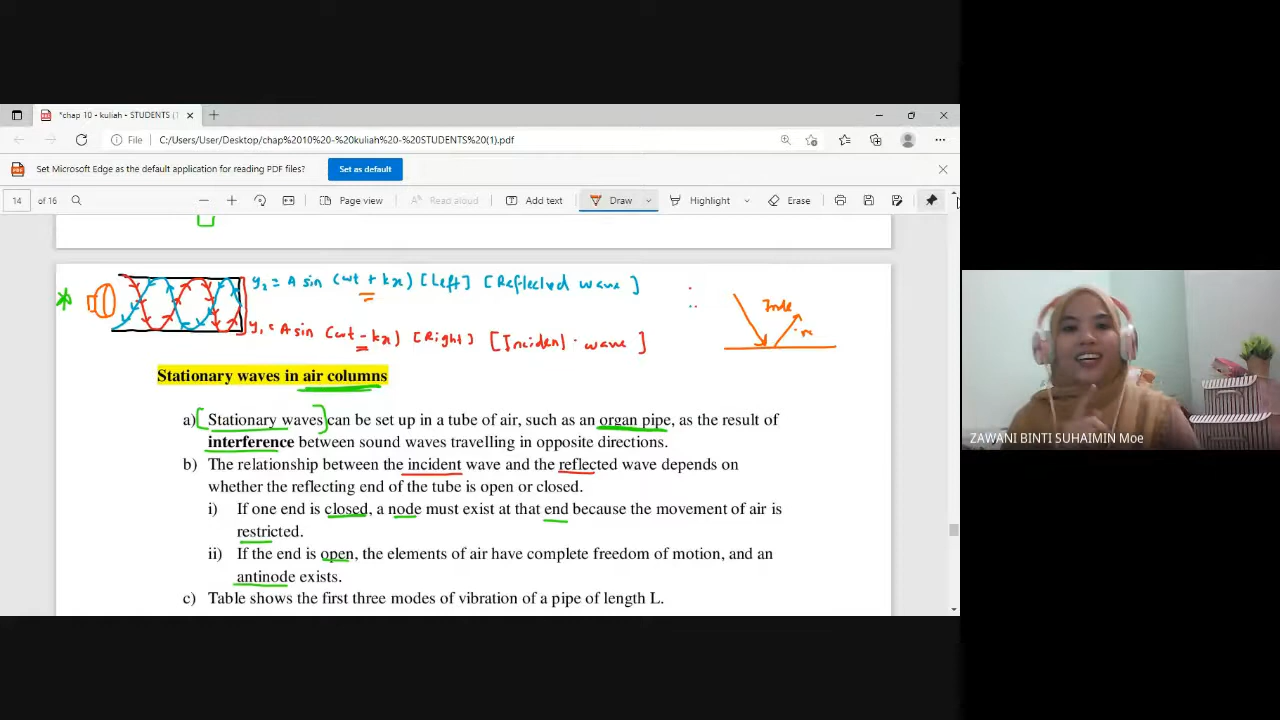 *chap 10 - kuliah - STUDENTS (1
File C:/Users/User/Desktop/chap%2010%20-%20kuliah%20-%20STUDENTS%20(1).pdf
Set Microsoft Edge as the default application for reading PDF files? Set as default
14 of 16 Page view Read aloud Add text Draw Highlight Erase
y₂ = A sin (wt + kx) [Left] [Reflected wave]
y₁ = A sin (wt - kx) [Right] [Inciden] . wave ]
Stationary waves in air columns
a) [Stationary waves] can be set up in a tube of air, such as an organ pipe, as the result of
interference between sound waves travelling in opposite directions.
b) The relationship between the incident wave and the reflected wave depends on
whether the reflecting end of the tube is open or closed.
i) If one end is closed, a node must exist at that end because the movement of air is
restricted.
ii) If the end is open, the elements of air have complete freedom of motion, and an
antinode exists.
c) Table shows the first three modes of vibration of a pipe of length L.
ZAWANI BINTI SUHAIMIN Moe